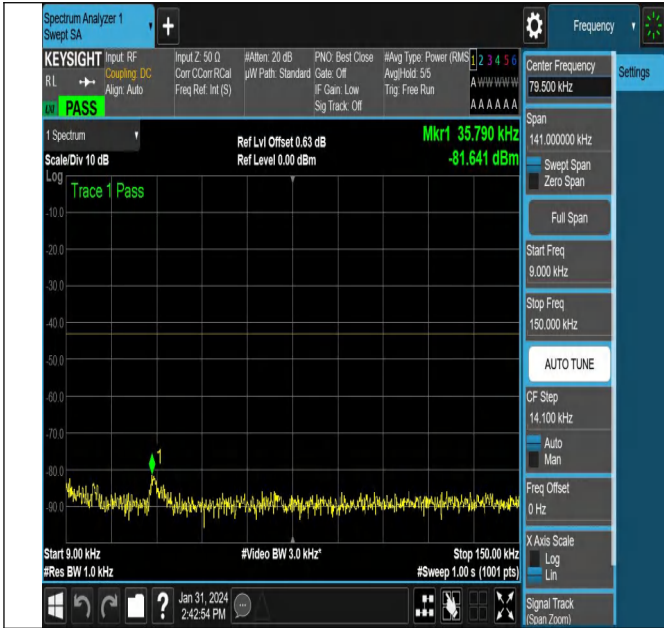 Spectrum Analyzer 1
Swept SA
+
Frequency
KEYSIGHT
RL
LXI
PASS
Input: RF
Coupling: DC
Align: Auto
Input Z: 50 Ω
Corr CCorr RCal
Freq Ref: Int (S)
#Atten: 20 dB
µW Path: Standard
PNO: Best Close
Gate: Off
IF Gain: Low
Sig Track: Off
#Avg Type: Power (RMS
Avg|Hold: 5/5
Trig: Free Run
1 2 3 4 5 6
A W W W W W
A A A A A A
1 Spectrum
Scale/Div 10 dB
Ref Lvl Offset 0.63 dB
Ref Level 0.00 dBm
Mkr1 35.790 kHz
-81.641 dBm
Log
Trace 1 Pass
-10.0
-20.0
-30.0
-40.0
-50.0
-60.0
-70.0
-80.0
-90.0
1
Start 9.00 kHz
#Res BW 1.0 kHz
#Video BW 3.0 kHz*
Stop 150.00 kHz
#Sweep 1.00 s (1001 pts)
Jan 31, 2024
2:42:54 PM
Center Frequency
79.500 kHz
Settings
Span
141.000000 kHz
Swept Span
Zero Span
Full Span
Start Freq
9.000 kHz
Stop Freq
150.000 kHz
AUTO TUNE
CF Step
14.100 kHz
Auto
Man
Freq Offset
0 Hz
X Axis Scale
Log
Lin
Signal Track
(Span Zoom)